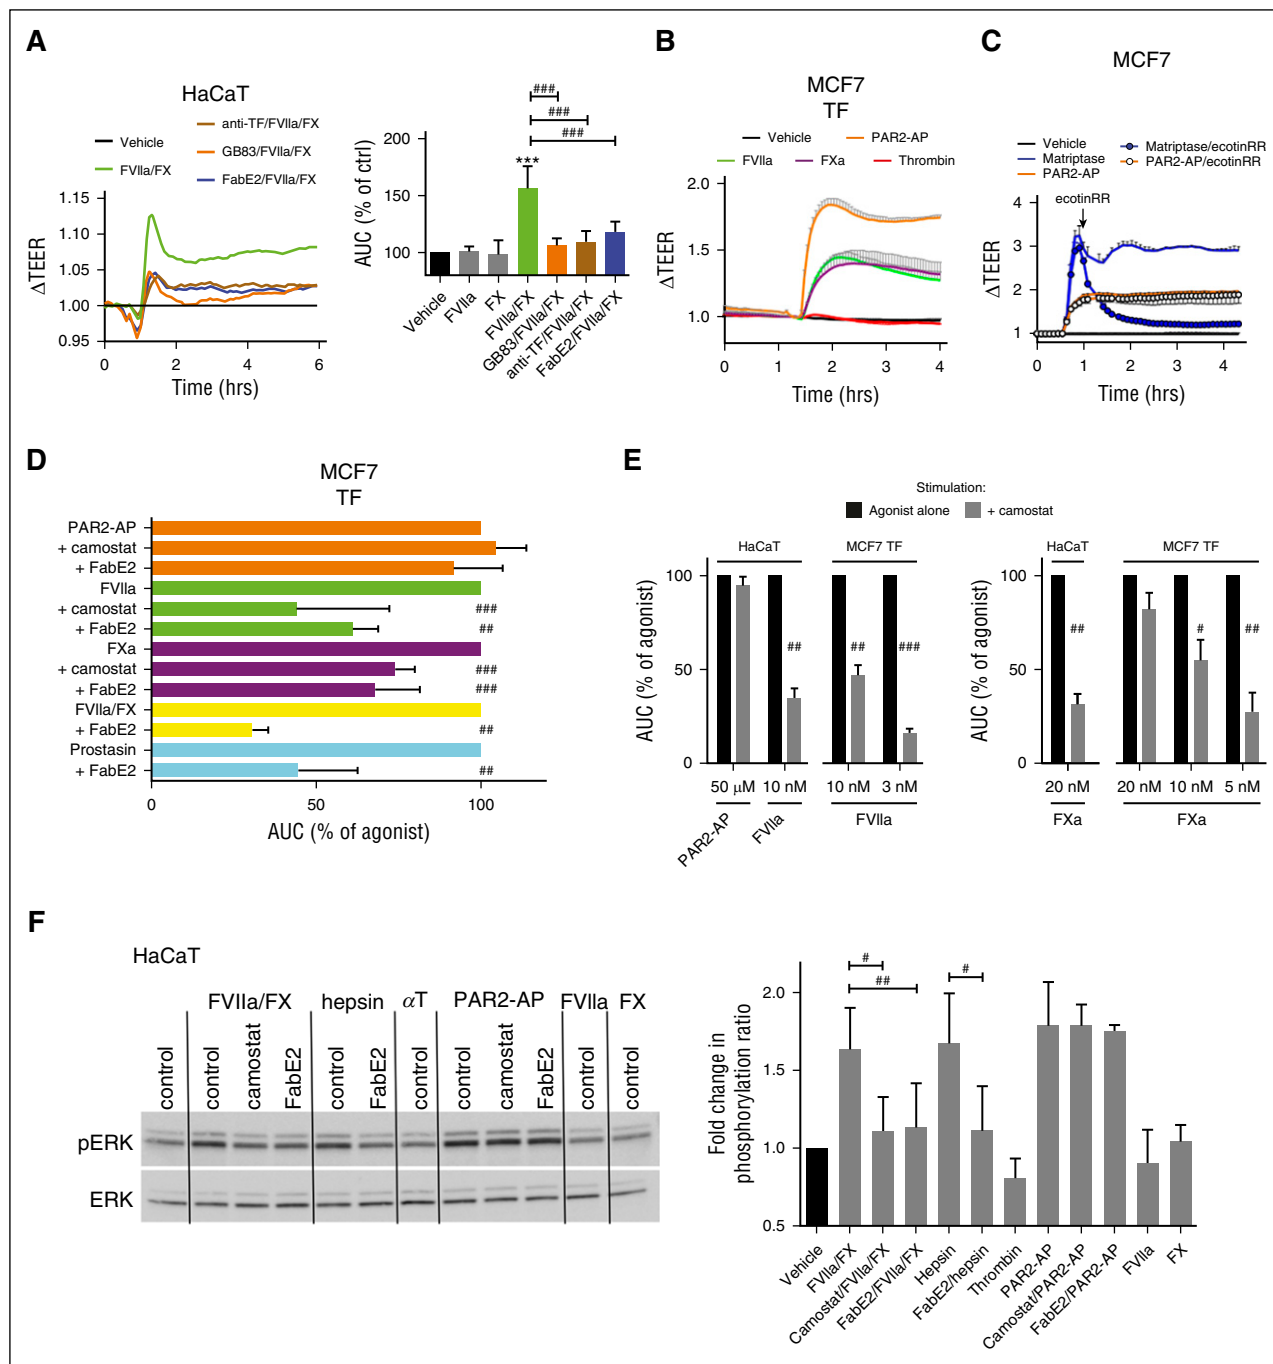 A
HaCaT
Vehicle
FVIIa/FX
anti-TF/FVIIa/FX
GB83/FVIIa/FX
FabE2/FVIIa/FX
1.15
1.10
1.05
1.00
0.95
ΔTEER
0
2
4
6
Time (hrs)
###
###
###
***
200
150
100
AUC (% of ctrl)
Vehicle
FVIIa
FX
FVIIa/FX
GB83/FVIIa/FX
anti-TF/FVIIa/FX
FabE2/FVIIa/FX
B
MCF7
TF
Vehicle
PAR2-AP
FVIIa
FXa
Thrombin
2.0
1.5
1.0
ΔTEER
0
1
2
3
4
Time (hrs)
C
MCF7
Vehicle
Matriptase
PAR2-AP
Matriptase/ecotinRR
PAR2-AP/ecotinRR
ecotinRR
4
3
2
1
ΔTEER
0
1
2
3
4
Time (hrs)
D
MCF7
TF
PAR2-AP
+ camostat
+ FabE2
FVIIa
+ camostat ###
+ FabE2 ##
FXa
+ camostat ###
+ FabE2 ###
FVIIa/FX
+ FabE2 ##
Prostasin
+ FabE2 ##
0
50
100
AUC (% of agonist)
E
Stimulation:
Agonist alone
+ camostat
HaCaT
MCF7 TF
100
50
0
AUC (% of agonist)
##
##
###
50 μM
10 nM
10 nM
3 nM
PAR2-AP
FVIIa
FVIIa
HaCaT
MCF7 TF
100
50
0
AUC (% of agonist)
##
#
##
20 nM
20 nM
10 nM
5 nM
FXa
FXa
F
HaCaT
FVIIa/FX
hepsin
αT
PAR2-AP
FVIIa
FX
control
control
camostat
FabE2
control
FabE2
control
control
camostat
FabE2
control
control
pERK
ERK
#
##
#
2.0
1.5
1.0
0.5
Fold change in
phosphorylation ratio
Vehicle
FVIIa/FX
Camostat/FVIIa/FX
FabE2/FVIIa/FX
Hepsin
FabE2/hepsin
Thrombin
PAR2-AP
Camostat/PAR2-AP
FabE2/PAR2-AP
FVIIa
FX